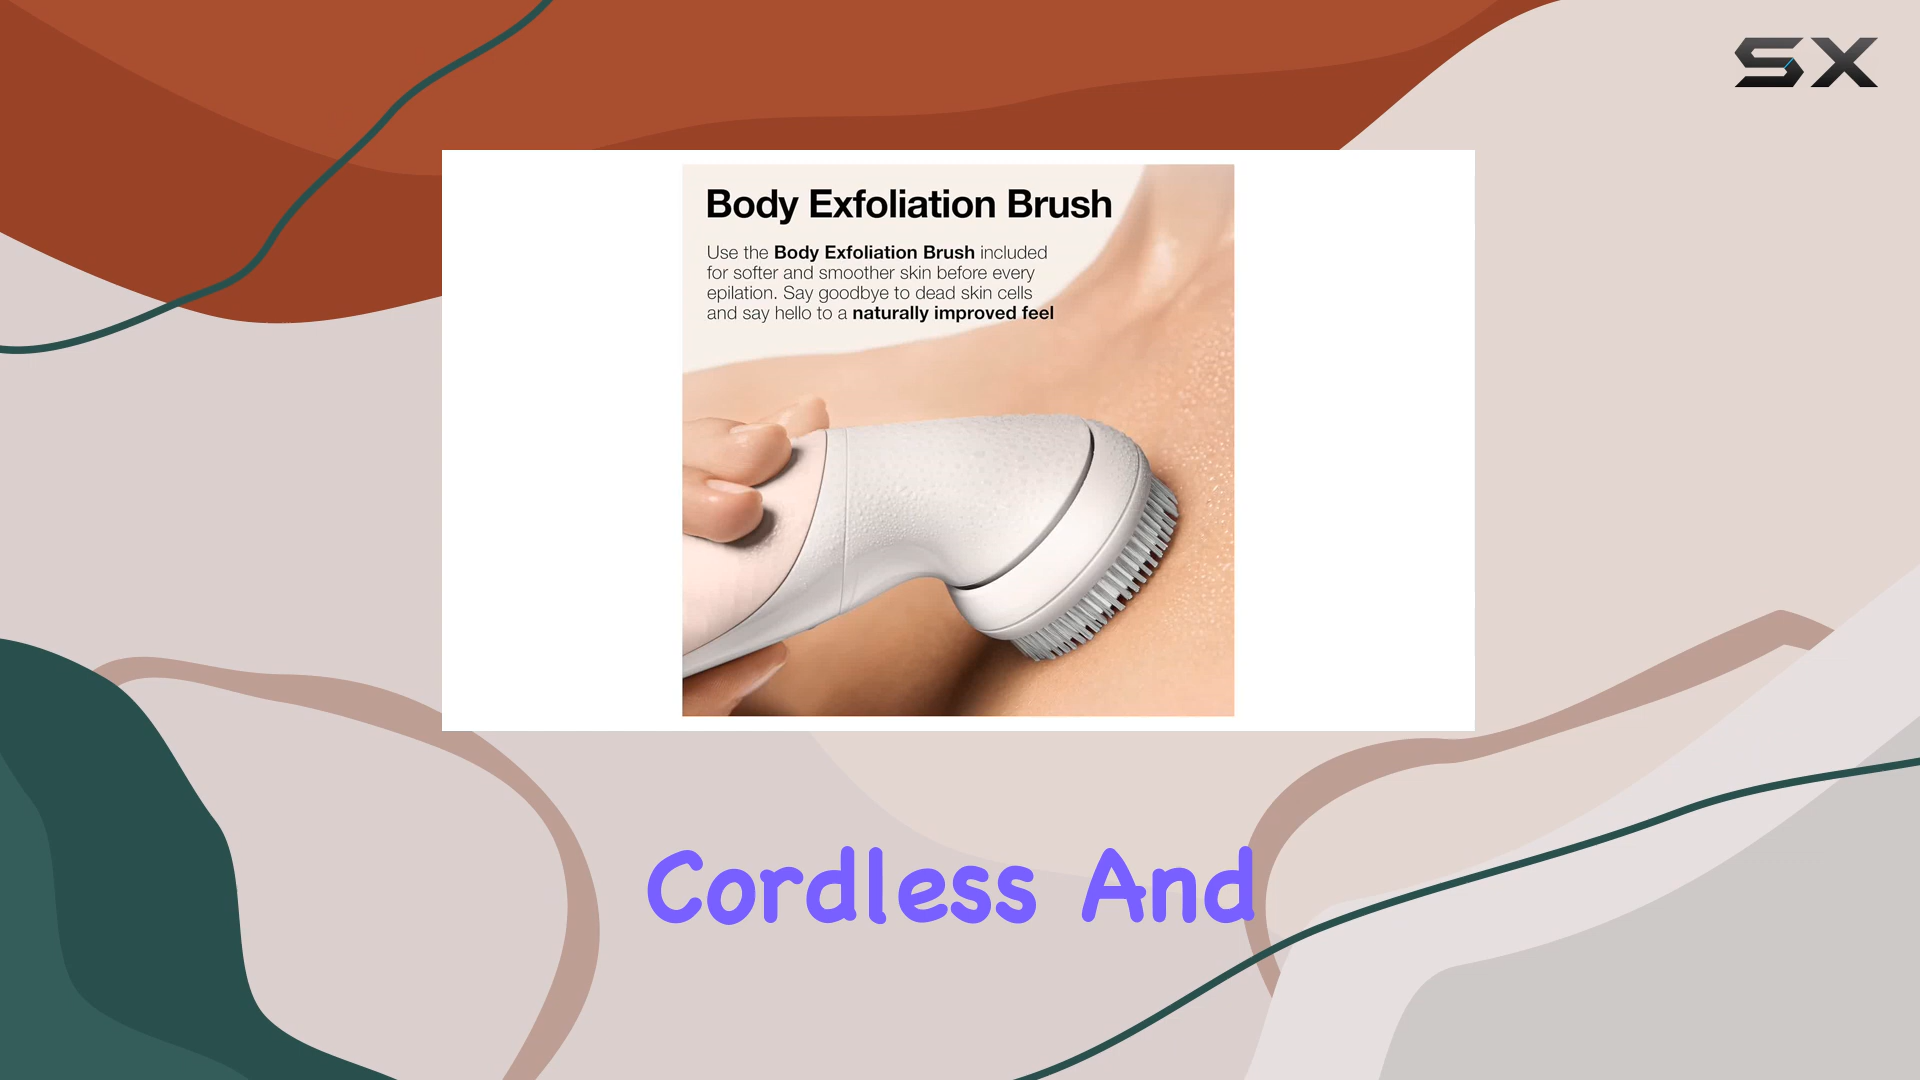 SX
Body Exfoliation Brush
Use the Body Exfoliation Brush included
for softer and smoother skin before every
epilation. Say goodbye to dead skin cells
and say hello to a naturally improved feel
Cordless And